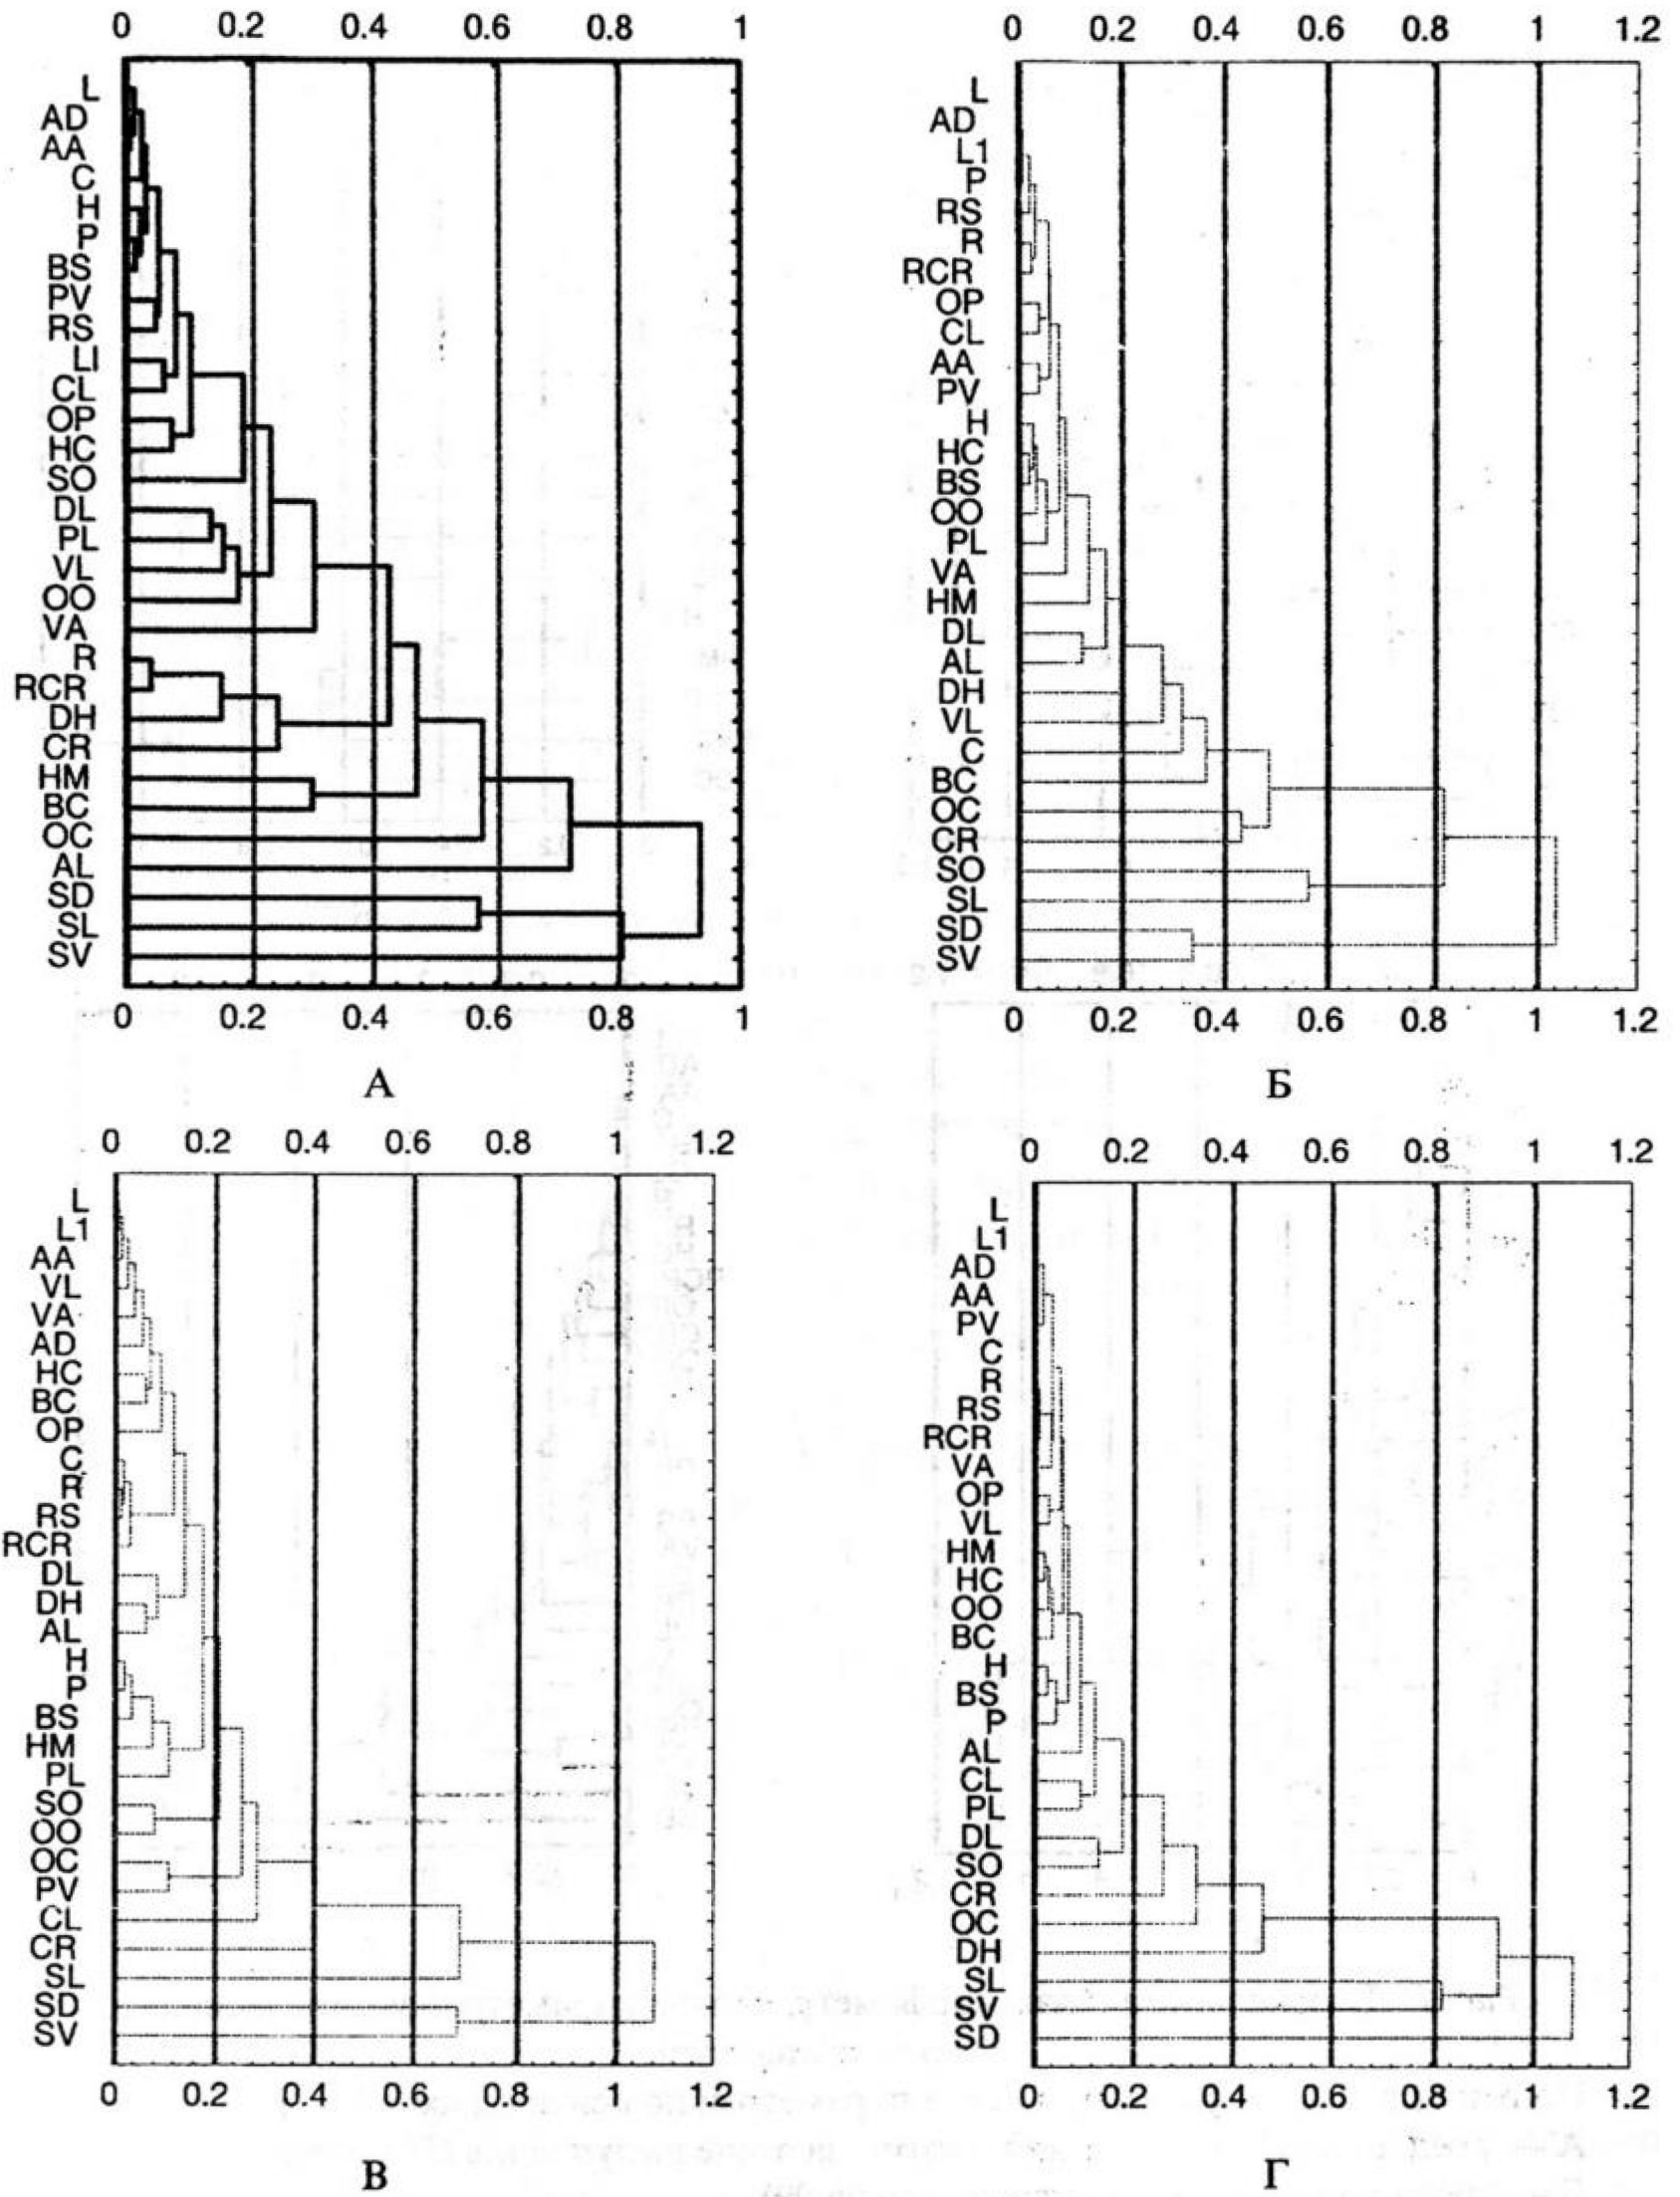 0 0.2 0.4 0.6 0.8 1
L
AD
AA
C
H
P
BS
PV
RS
LI
CL
OP
HC
SO
DL
PL
VL
OO
VA
R
RCR
DH
CR
HM
BC
OC
AL
SD
SL
SV
0 0.2 0.4 0.6 0.8 1
А
0 0.2 0.4 0.6 0.8 1 1.2
L
AD
L1
P
RS
R
RCR
OP
CL
AA
PV
H
HC
BS
OO
PL
VA
HM
DL
AL
DH
VL
C
BC
OC
CR
SO
SL
SD
SV
0 0.2 0.4 0.6 0.8 1 1.2
Б
0 0.2 0.4 0.6 0.8 1 1.2
L
L1
AA
VL
VA
AD
HC
BC
OP
C
R
RS
RCR
DL
DH
AL
H
P
BS
HM
PL
SO
OO
OC
PV
CL
CR
SL
SD
SV
0 0.2 0.4 0.6 0.8 1 1.2
В
0 0.2 0.4 0.6 0.8 1 1.2
L
L1
AD
AA
PV
C
R
RS
RCR
VA
OP
VL
HM
HC
OO
BC
H
BS
P
AL
CL
PL
DL
SO
CR
OC
DH
SL
SV
SD
0 0.2 0.4 0.6 0.8 1 1.2
Г